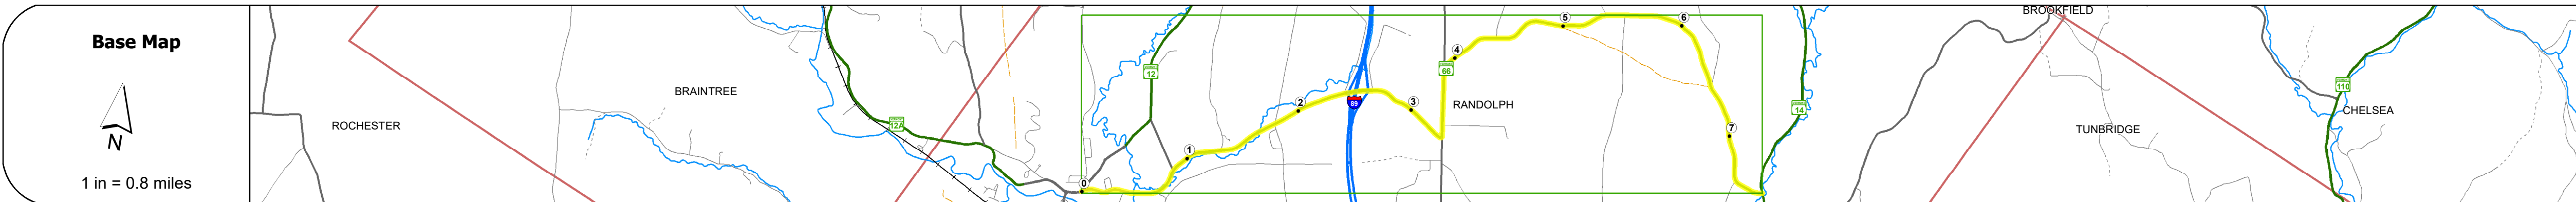 Base Map
N
1 in = 0.8 miles
ROCHESTER
BRAINTREE
12A
0
1
12
2
89
3
66
4
RANDOLPH
5
6
7
14
BROOKFIELD
TUNBRIDGE
110
CHELSEA